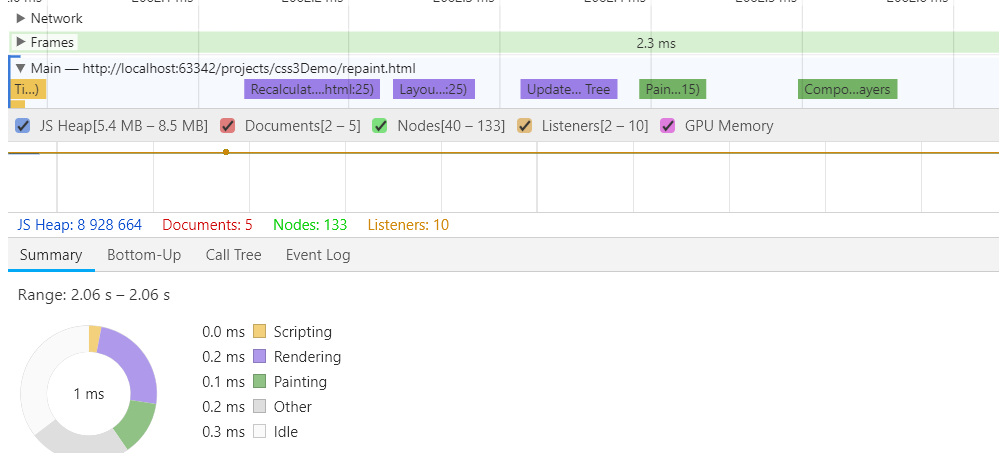 Network
Frames
2.3 ms
Main — http://localhost:63342/projects/css3Demo/repaint.html
Ti...) Recalculat....html:25) Layou...:25) Update... Tree Pain...15) Compo...ayers
JS Heap[5.4 MB – 8.5 MB] Documents[2 – 5] Nodes[40 – 133] Listeners[2 – 10] GPU Memory
JS Heap: 8 928 664 Documents: 5 Nodes: 133 Listeners: 10
Summary Bottom-Up Call Tree Event Log
Range: 2.06 s – 2.06 s
0.0 ms Scripting
0.2 ms Rendering
0.1 ms Painting
1 ms
0.2 ms Other
0.3 ms Idle